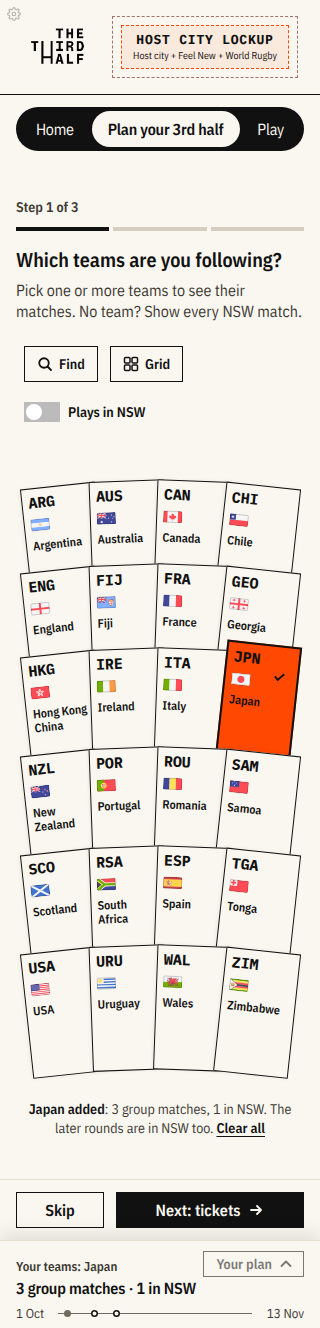 THE
THIRD
HALF
HOST CITY LOCKUP
Host city + Feel New + World Rugby
Home
Plan your 3rd half
Play
Step 1 of 3
Which teams are you following?
Pick one or more teams to see their
matches. No team? Show every NSW match.
Find
Grid
Plays in NSW
ARG
Argentina
AUS
Australia
CAN
Canada
CHI
Chile
ENG
England
FIJ
Fiji
FRA
France
GEO
Georgia
HKG
Hong Kong
China
IRE
Ireland
ITA
Italy
JPN
Japan
NZL
New
Zealand
POR
Portugal
ROU
Romania
SAM
Samoa
SCO
Scotland
RSA
South
Africa
ESP
Spain
TGA
Tonga
USA
USA
URU
Uruguay
WAL
Wales
ZIM
Zimbabwe
Japan added: 3 group matches, 1 in NSW. The
later rounds are in NSW too. Clear all
Skip
Next: tickets
Your teams: Japan
Your plan
3 group matches · 1 in NSW
1 Oct
13 Nov